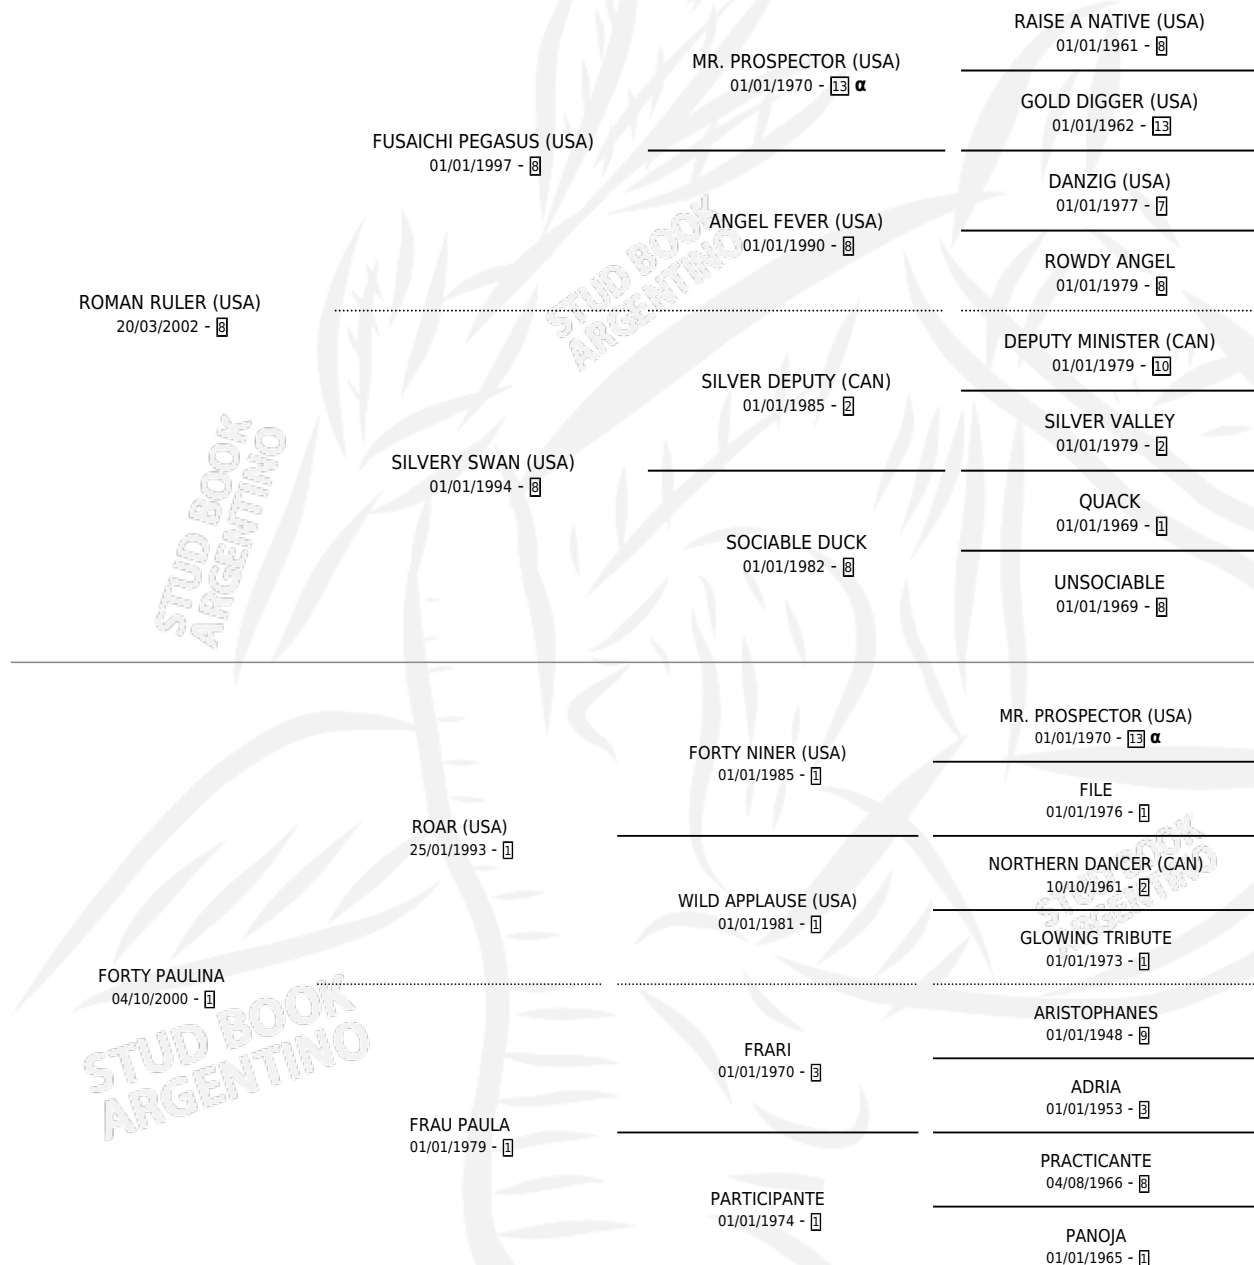 RAISE A NATIVE (USA)
01/01/1961 - 8
MR. PROSPECTOR (USA)
01/01/1970 - 13 α
GOLD DIGGER (USA)
01/01/1962 - 13
FUSAICHI PEGASUS (USA)
01/01/1997 - 8
DANZIG (USA)
01/01/1977 - 7
ANGEL FEVER (USA)
01/01/1990 - 8
ROWDY ANGEL
01/01/1979 - 8
ROMAN RULER (USA)
20/03/2002 - 8
DEPUTY MINISTER (CAN)
01/01/1979 - 10
SILVER DEPUTY (CAN)
01/01/1985 - 2
SILVER VALLEY
01/01/1979 - 2
SILVERY SWAN (USA)
01/01/1994 - 8
QUACK
01/01/1969 - 1
SOCIABLE DUCK
01/01/1982 - 8
UNSOCIABLE
01/01/1969 - 8
MR. PROSPECTOR (USA)
01/01/1970 - 13 α
FORTY NINER (USA)
01/01/1985 - 1
FILE
01/01/1976 - 1
ROAR (USA)
25/01/1993 - 1
NORTHERN DANCER (CAN)
10/10/1961 - 2
WILD APPLAUSE (USA)
01/01/1981 - 1
GLOWING TRIBUTE
01/01/1973 - 1
FORTY PAULINA
04/10/2000 - 1
ARISTOPHANES
01/01/1948 - 9
FRARI
01/01/1970 - 3
ADRIA
01/01/1953 - 3
FRAU PAULA
01/01/1979 - 1
PRACTICANTE
04/08/1966 - 8
PARTICIPANTE
01/01/1974 - 1
PANOJA
01/01/1965 - 1
STUD BOOK
ARGENTINO
STUD BOOK
ARGENTINO
STUD BOOK
ARGENTINO
STUD BOOK
ARGENTINO